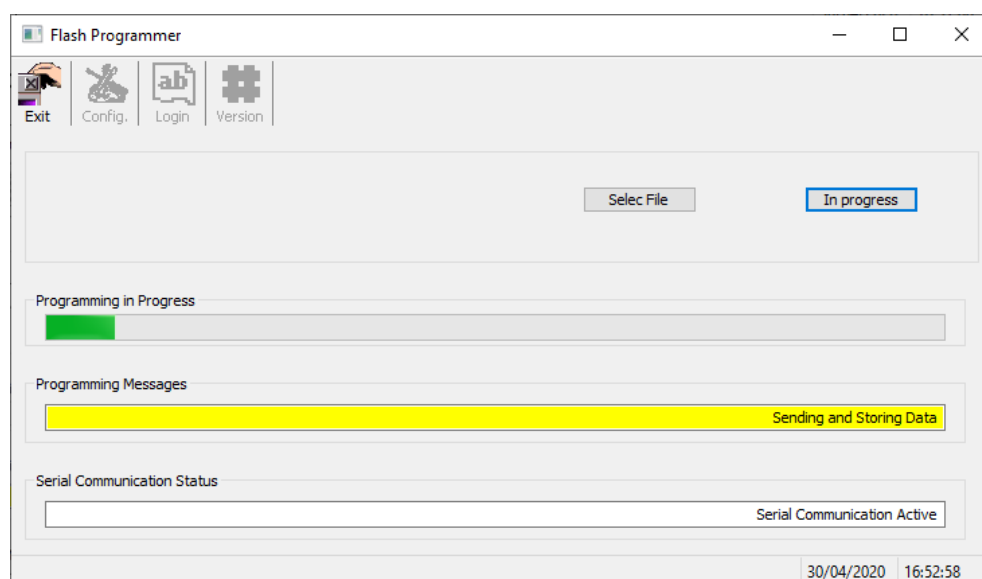 Flash Programmer
Exit
Config.
ab
Login
#
Version
Selec File
In progress
Programming in Progress
Programming Messages
Sending and Storing Data
Serial Communication Status
Serial Communication Active
30/04/2020 16:52:58